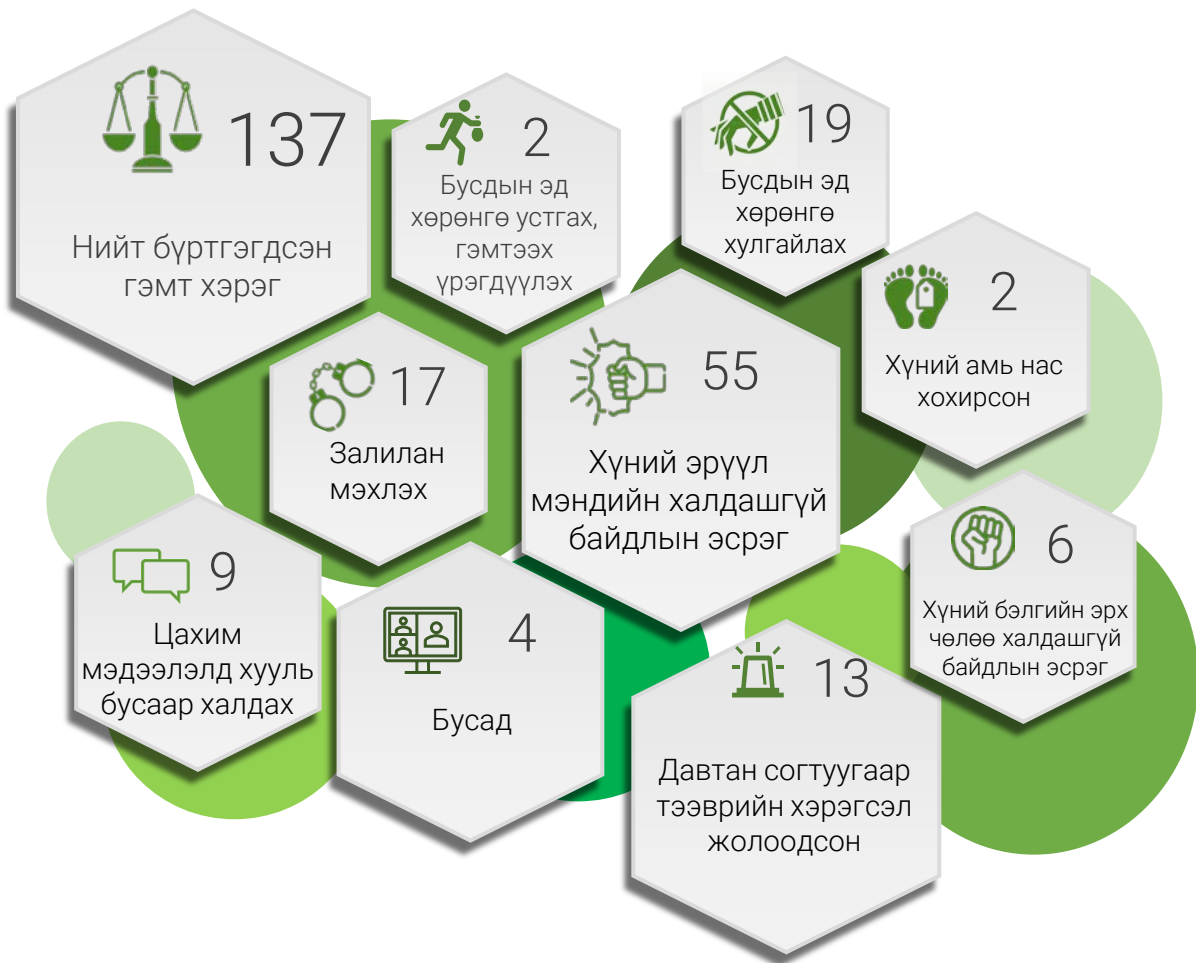 137
Нийт бүртгэгдсэн
гэмт хэрэг
2
Бусдын эд
хөрөнгө устгах,
гэмтээх
үрэгдүүлэх
19
Бусдын эд
хөрөнгө
хулгайлах
2
Хүний амь нас
хохирсон
17
Залилан
мэхлэх
55
Хүний эрүүл
мэндийн халдашгүй
байдлын эсрэг
9
Цахим
мэдээлэлд хууль
бусаар халдах
4
Бусад
13
Давтан согтуугаар
тээврийн хэрэгсэл
жолоодсон
6
Хүний бэлгийн эрх
чөлөө халдашгүй
байдлын эсрэг